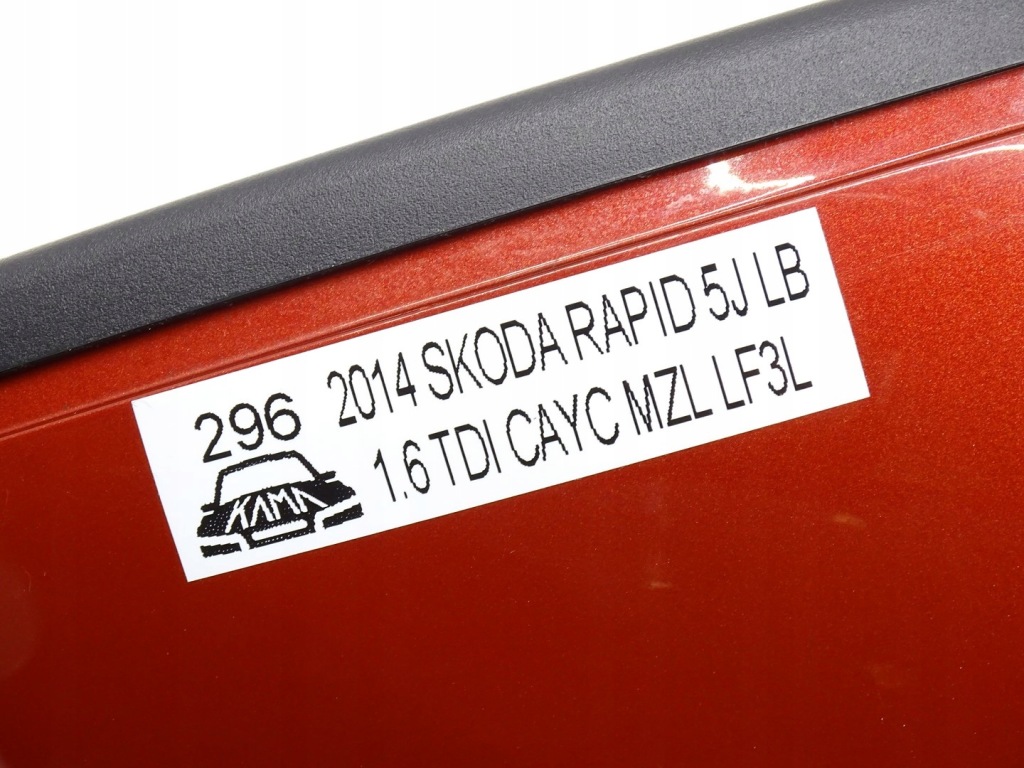 296
2014 SKODA RAPID 5J LB
1.6 TDI CAYC MZL LF3L
KAMA